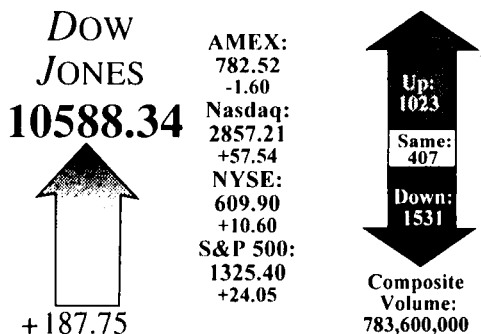 DOW
JONES
10588.34
+187.75
AMEX:
782.52
-1.60
Nasdaq:
2857.21
+57.54
NYSE:
609.90
+10.60
S&P 500:
1325.40
+24.05
Up:
1023
Same:
407
Down:
1531
Composite
Volume:
783,600,000